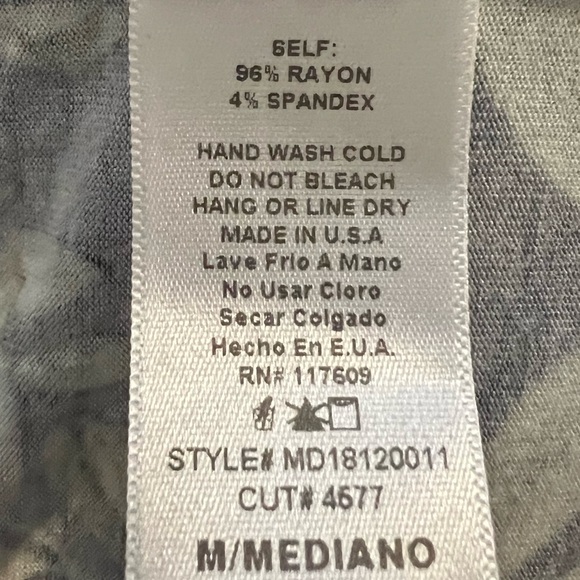 SELF:
96% RAYON
4% SPANDEX
HAND WASH COLD
DO NOT BLEACH
HANG OR LINE DRY
MADE IN U.S.A
Lave Frio A Mano
No Usar Cloro
Secar Colgado
Hecho En E.U.A.
RN# 117609
STYLE# MD18120011
CUT# 4677
M/MEDIANO